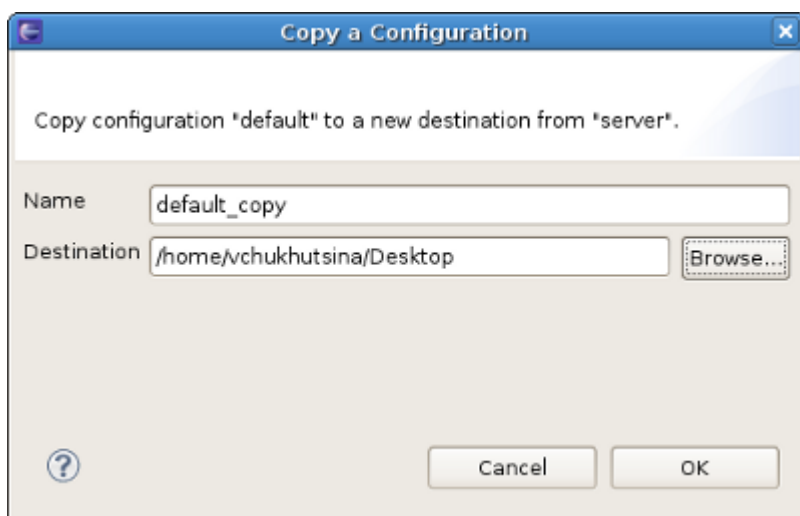 Copy a Configuration
Copy configuration "default" to a new destination from "server".
Name default_copy
Destination /home/vchukhutsina/Desktop Browse...
? Cancel OK